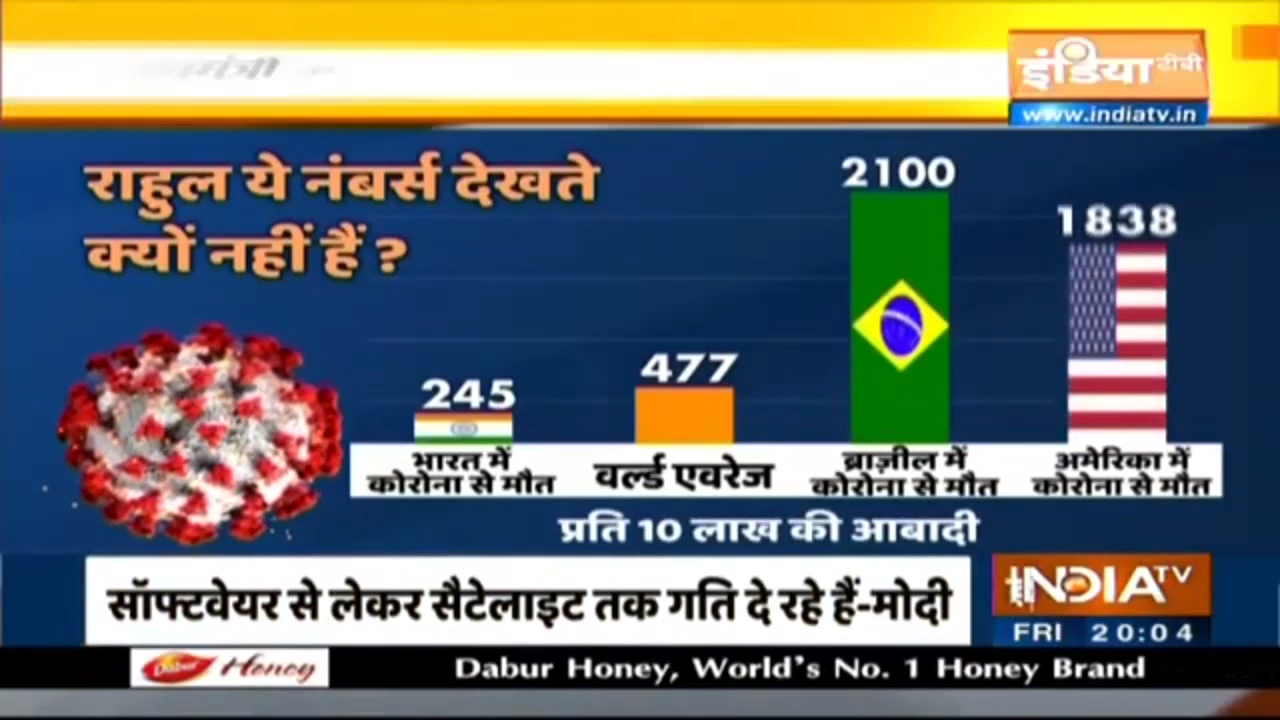 इंडिया टीवी
www.indiatv.in
राहुल ये नंबर्स देखते
क्यों नहीं हैं ?
2100
1838
477
245
भारत में
कोरोना से मौत
वर्ल्ड एवरेज
ब्राज़ील में
कोरोना से मौत
अमेरिका में
कोरोना से मौत
प्रति 10 लाख की आबादी
सॉफ्टवेयर से लेकर सैटेलाइट तक गति दे रहे हैं-मोदी
INDIA TV
FRI 20:04
Dabur Honey
Dabur Honey, World's No. 1 Honey Brand